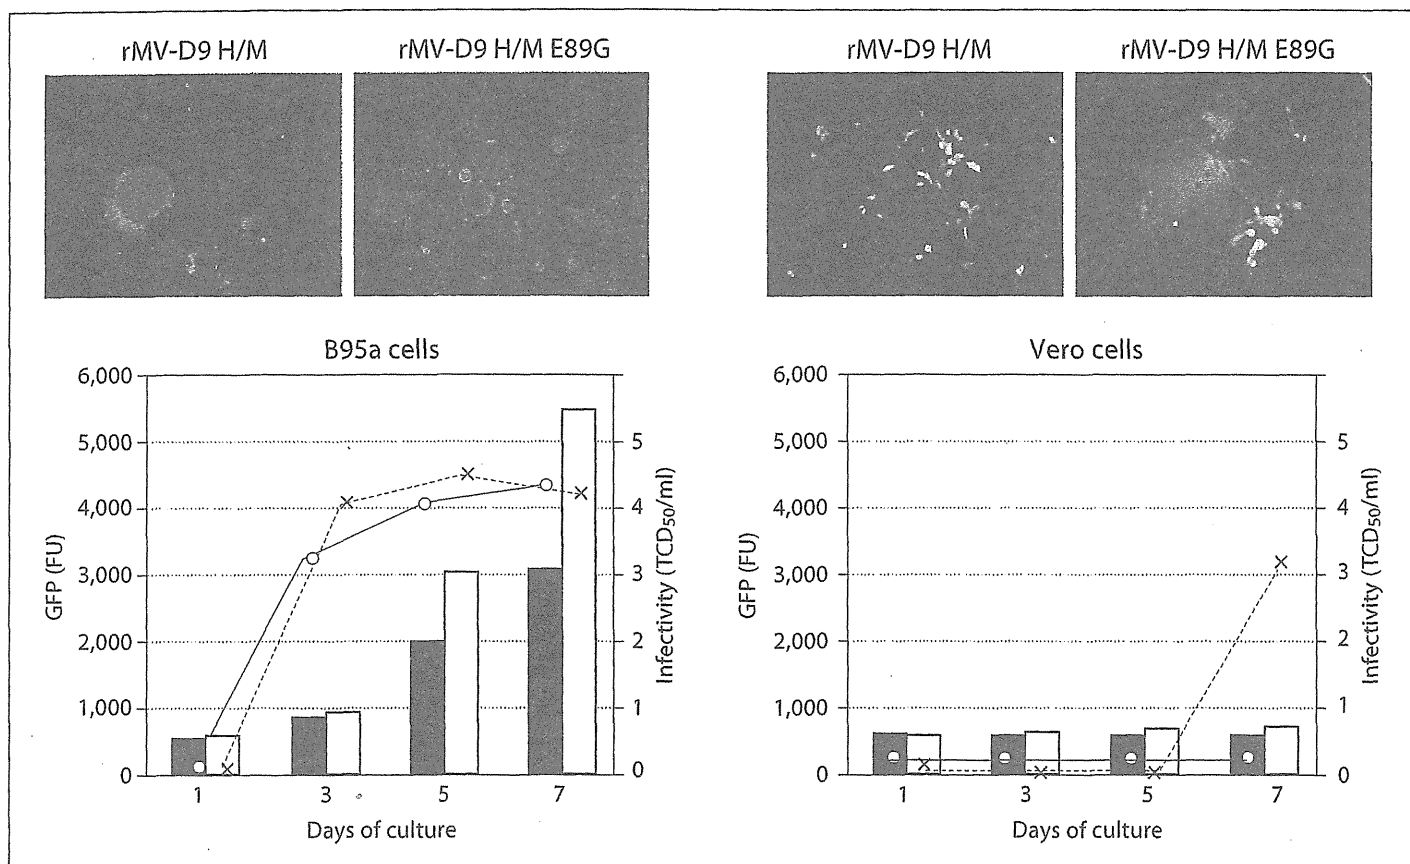 rMV-D9 H/M
rMV-D9 H/M E89G
rMV-D9 H/M
rMV-D9 H/M E89G
B95a cells
6,000
5,000
4,000
3,000
2,000
1,000
0
GFP (FU)
5
4
3
2
1
0
Infectivity (TCD50/ml)
1
3
5
7
Days of culture
Vero cells
6,000
5,000
4,000
3,000
2,000
1,000
0
GFP (FU)
5
4
3
2
1
0
Infectivity (TCD50/ml)
1
3
5
7
Days of culture